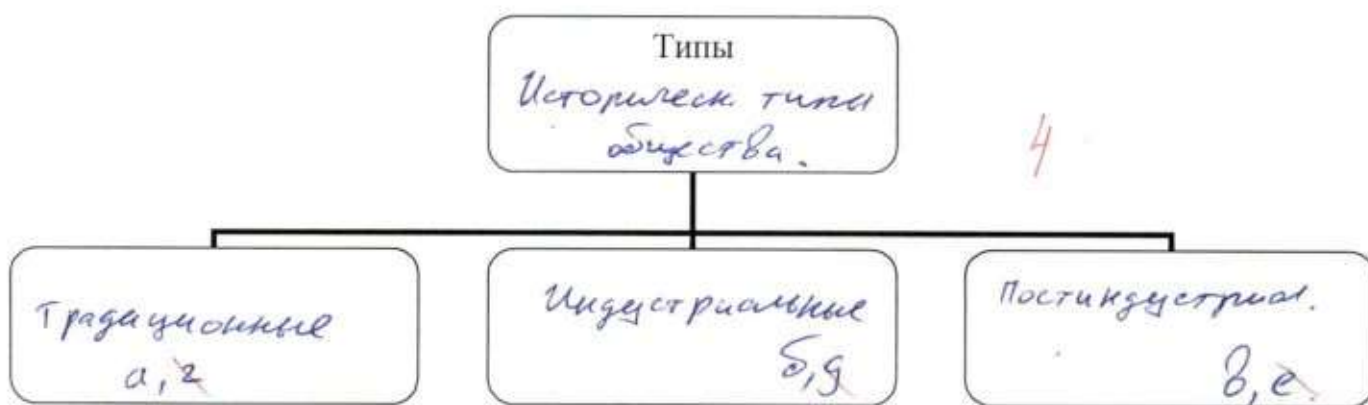 Типы
Историческ. типы
общества.
4
Традиционные
а, г
Индустриальные
б, д
Постиндустриал.
в, е